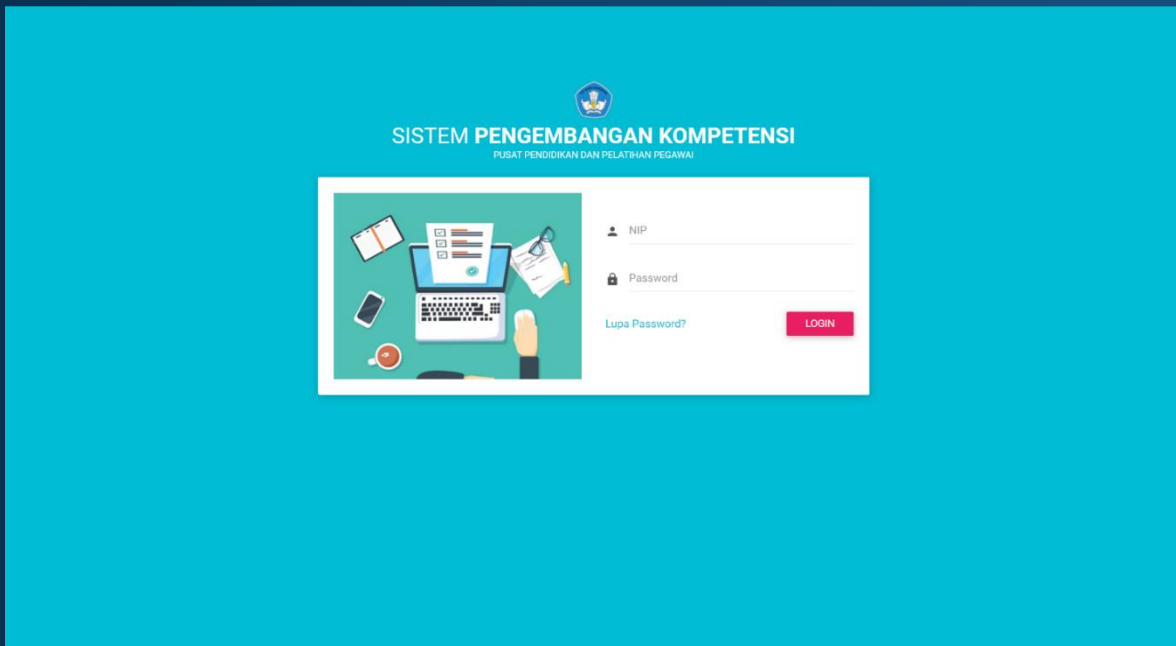 SISTEM PENGEMBANGAN KOMPETENSI
PUSAT PENDIDIKAN DAN PELATIHAN PEGAWAI
NIP
Password
Lupa Password?
LOGIN